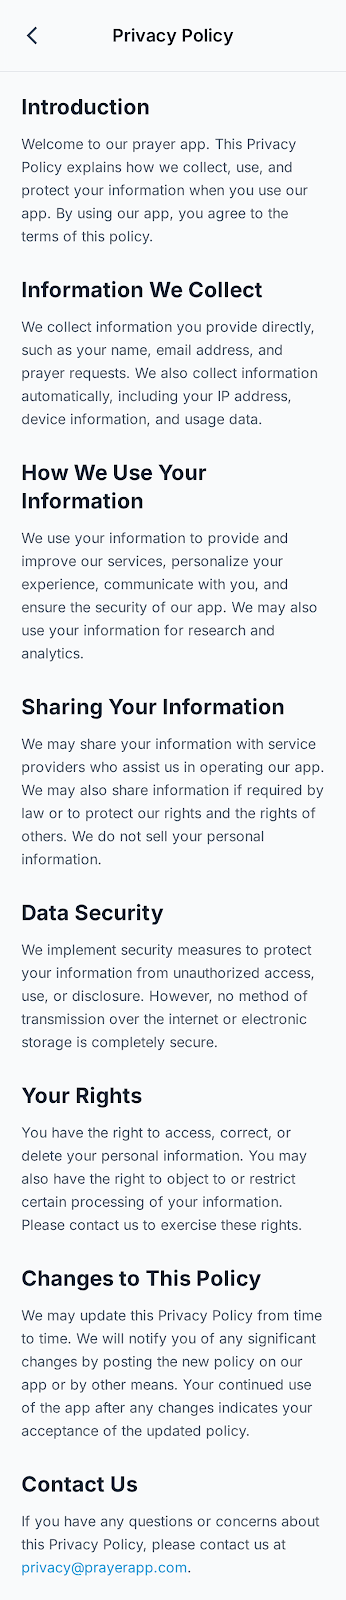 Privacy Policy
Introduction
Welcome to our prayer app. This Privacy
Policy explains how we collect, use, and
protect your information when you use our
app. By using our app, you agree to the
terms of this policy.
Information We Collect
We collect information you provide directly,
such as your name, email address, and
prayer requests. We also collect information
automatically, including your IP address,
device information, and usage data.
How We Use Your
Information
We use your information to provide and
improve our services, personalize your
experience, communicate with you, and
ensure the security of our app. We may also
use your information for research and
analytics.
Sharing Your Information
We may share your information with service
providers who assist us in operating our app.
We may also share information if required by
law or to protect our rights and the rights of
others. We do not sell your personal
information.
Data Security
We implement security measures to protect
your information from unauthorized access,
use, or disclosure. However, no method of
transmission over the internet or electronic
storage is completely secure.
Your Rights
You have the right to access, correct, or
delete your personal information. You may
also have the right to object to or restrict
certain processing of your information.
Please contact us to exercise these rights.
Changes to This Policy
We may update this Privacy Policy from time
to time. We will notify you of any significant
changes by posting the new policy on our
app or by other means. Your continued use
of the app after any changes indicates your
acceptance of the updated policy.
Contact Us
If you have any questions or concerns about
this Privacy Policy, please contact us at
privacy@prayerapp.com.